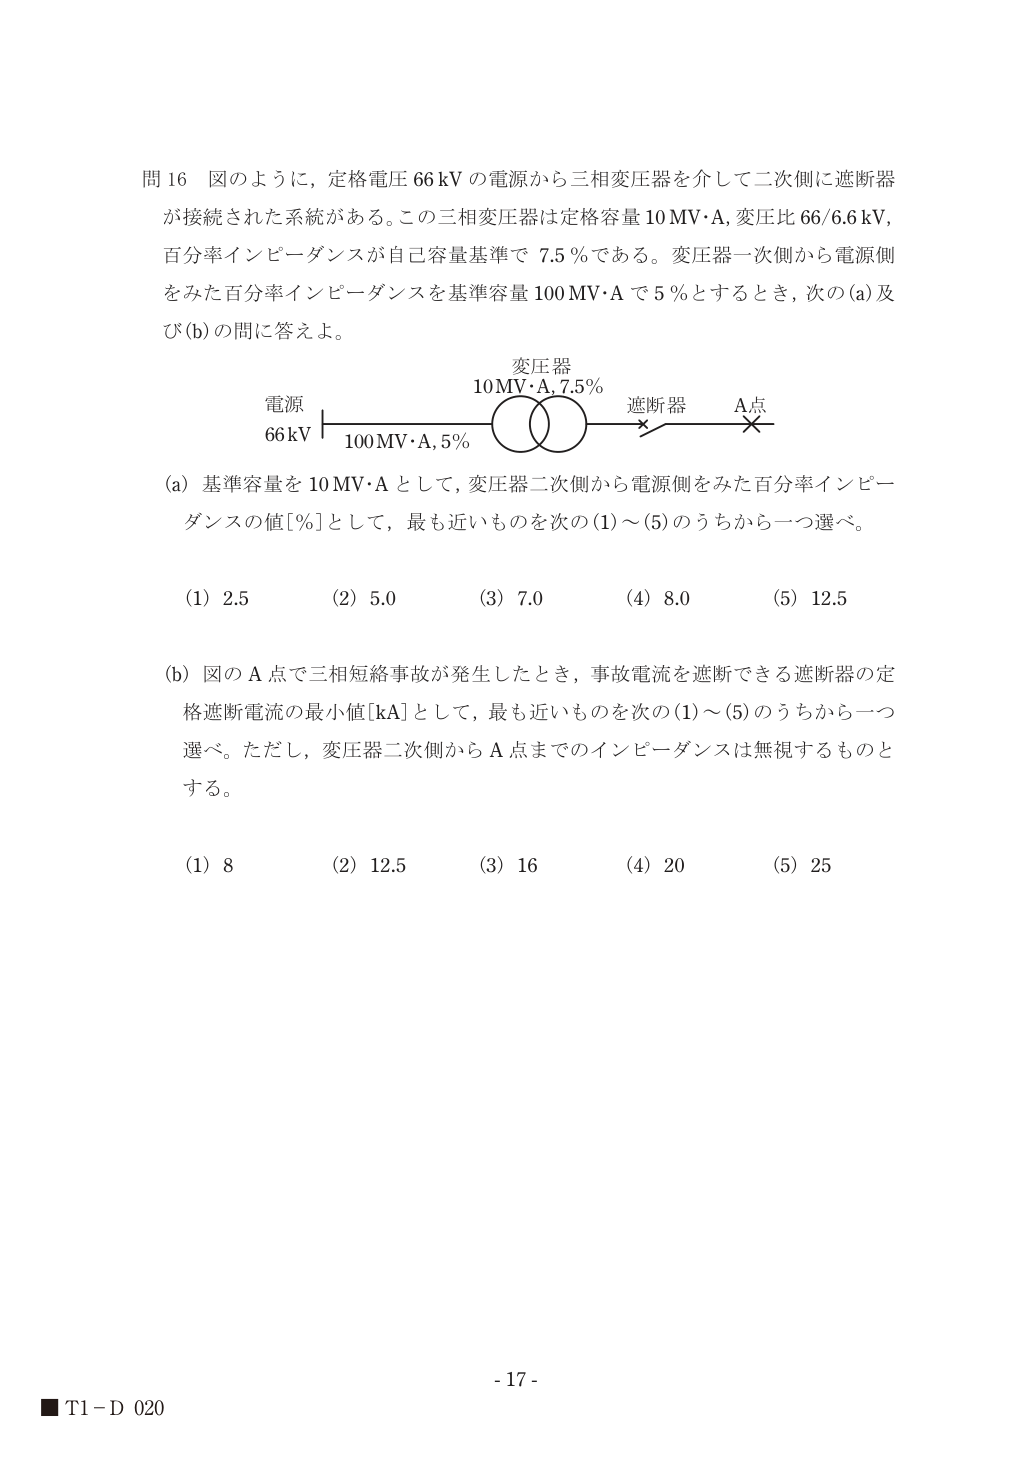 問 16　図のように，定格電圧 66 kV の電源から三相変圧器を介して二次側に遮断器
が接続された系統がある。この三相変圧器は定格容量 10 MV･A, 変圧比 66/6.6 kV,
百分率インピーダンスが自己容量基準で 7.5 %である。変圧器一次側から電源側
をみた百分率インピーダンスを基準容量 100 MV･A で 5 %とするとき，次の(a)及
び(b)の問に答えよ。
変圧器
10 MV･A, 7.5%
電源
遮断器
A点
66 kV
100 MV･A, 5%
(a) 基準容量を 10 MV･A として，変圧器二次側から電源側をみた百分率インピー
ダンスの値[%]として，最も近いものを次の(1)～(5)のうちから一つ選べ。
(1) 2.5　(2) 5.0　(3) 7.0　(4) 8.0　(5) 12.5
(b) 図の A 点で三相短絡事故が発生したとき，事故電流を遮断できる遮断器の定
格遮断電流の最小値[kA]として，最も近いものを次の(1)～(5)のうちから一つ
選べ。ただし，変圧器二次側から A 点までのインピーダンスは無視するものと
する。
(1) 8　(2) 12.5　(3) 16　(4) 20　(5) 25
- 17 -
■ T1－D 020